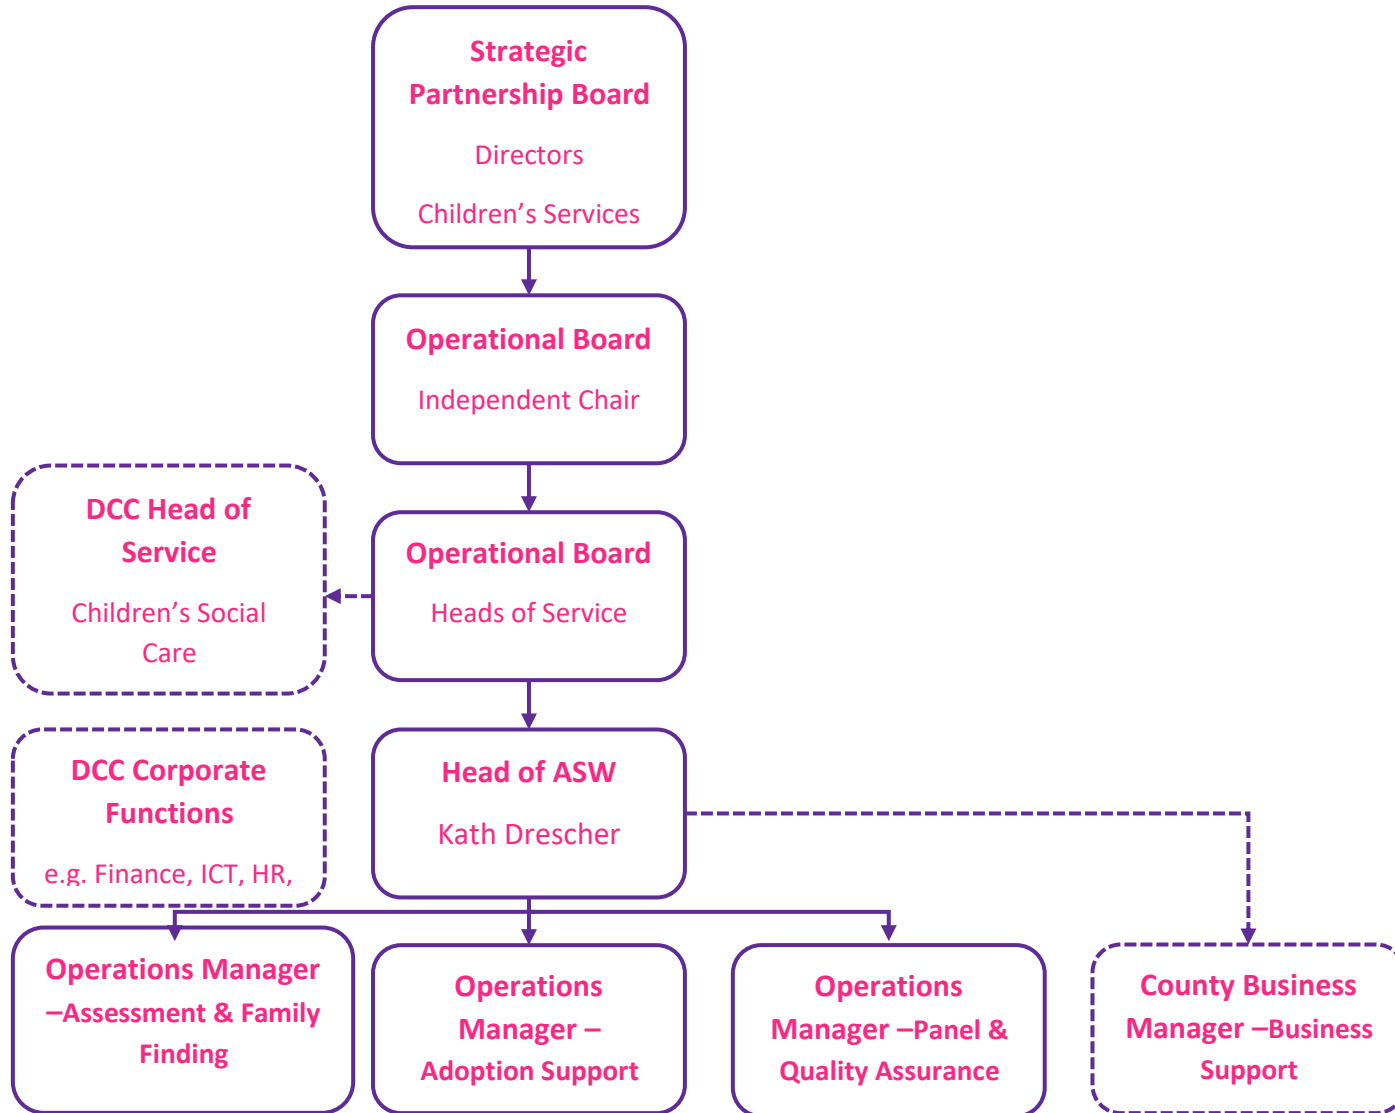 Strategic
Partnership Board
Directors
Children’s Services
Operational Board
Independent Chair
DCC Head of
Service
Children’s Social
Care
Operational Board
Heads of Service
DCC Corporate
Functions
e.g. Finance, ICT, HR,
Head of ASW
Kath Drescher
Operations Manager
–Assessment & Family
Finding
Operations
Manager –
Adoption Support
Operations
Manager –Panel &
Quality Assurance
County Business
Manager –Business
Support